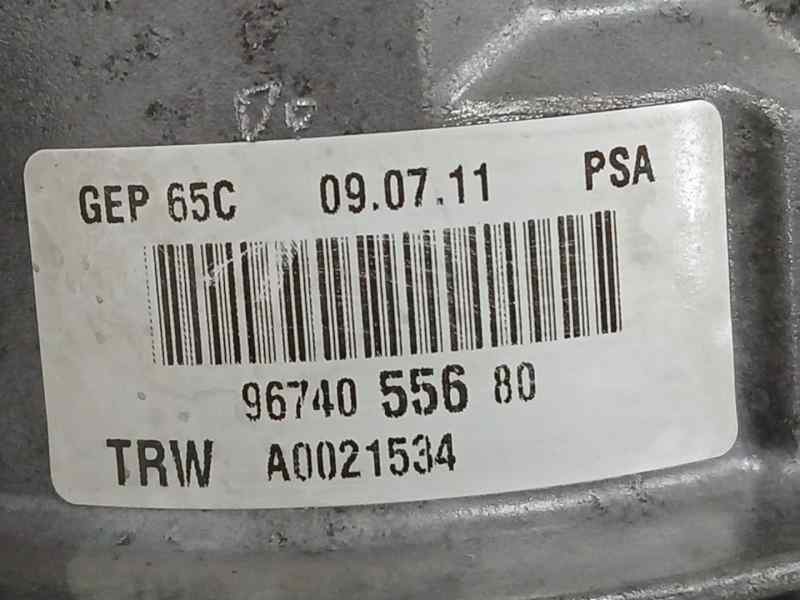 GEP 65C 09.07.11 PSA
96740 556 80
TRW A0021534